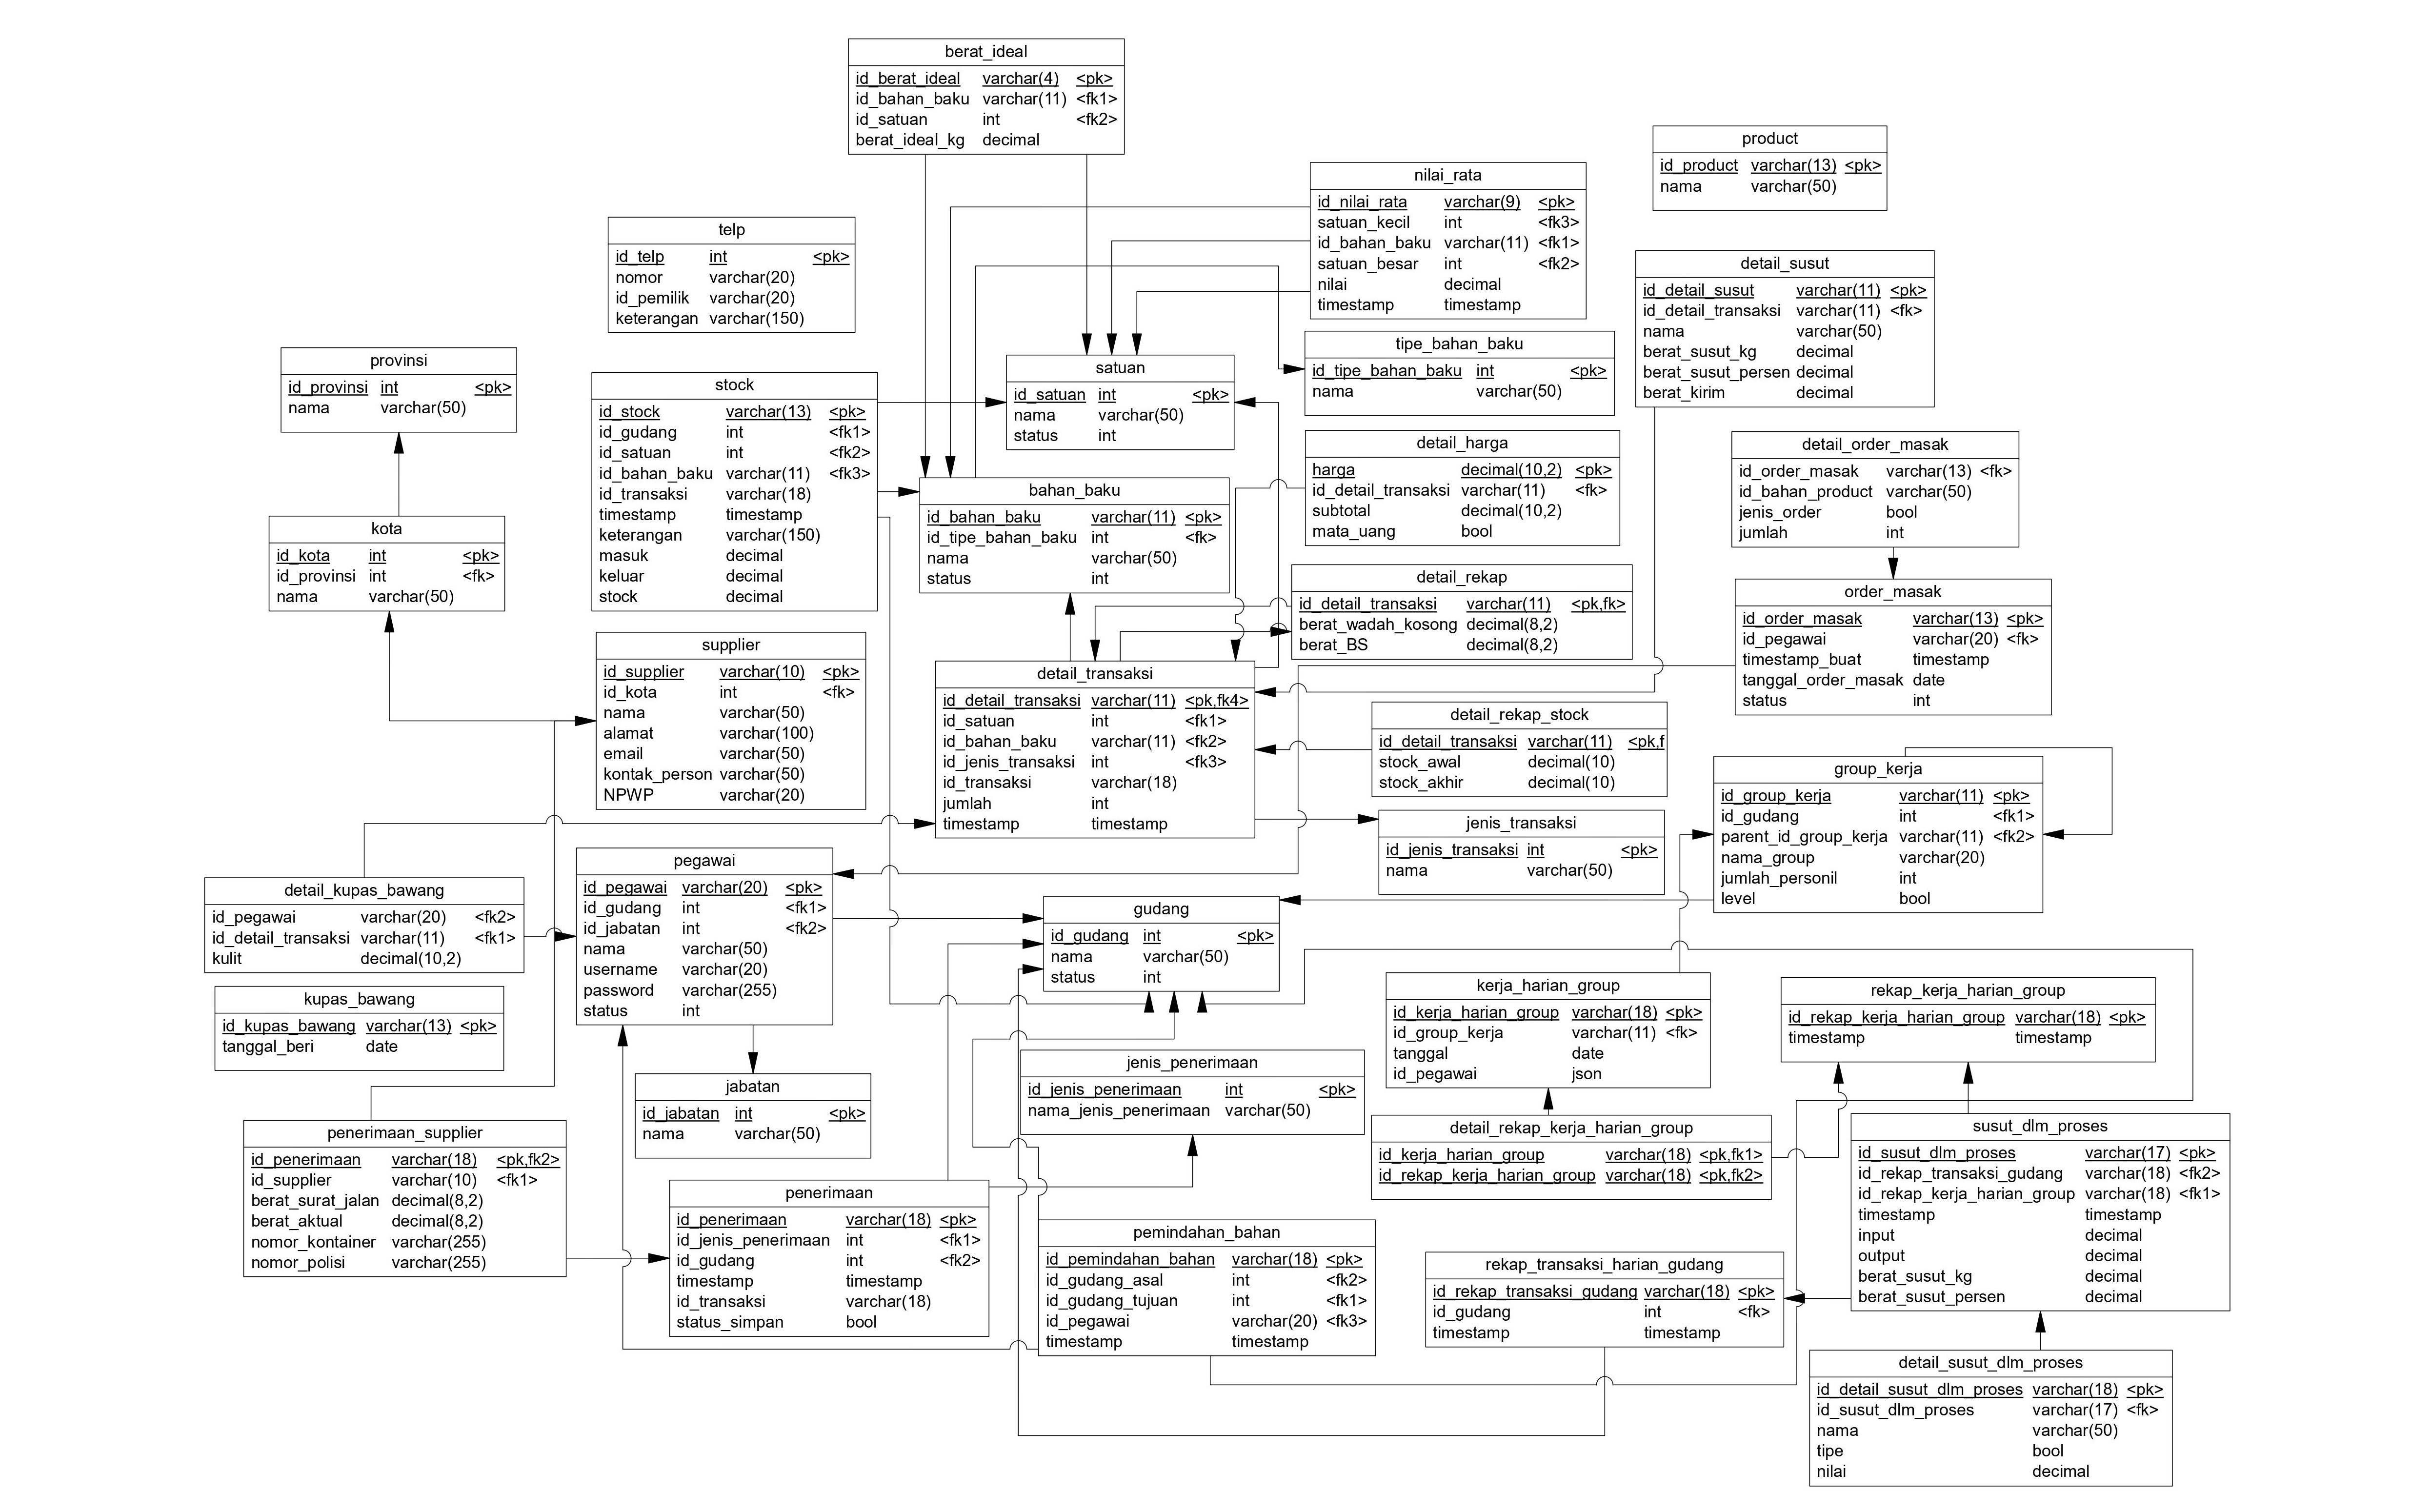 berat_ideal
id_berat_ideal varchar(4) <pk>
id_bahan_baku varchar(11) <fk1>
id_satuan int <fk2>
berat_ideal_kg decimal
product
id_product varchar(13) <pk>
nama varchar(50)
nilai_rata
id_nilai_rata varchar(9) <pk>
satuan_kecil int <fk3>
id_bahan_baku varchar(11) <fk1>
satuan_besar int <fk2>
nilai decimal
timestamp timestamp
telp
id_telp int <pk>
nomor varchar(20)
id_pemilik varchar(20)
keterangan varchar(150)
detail_susut
id_detail_susut varchar(11) <pk>
id_detail_transaksi varchar(11) <fk>
nama varchar(50)
berat_susut_kg decimal
berat_susut_persen decimal
berat_kirim decimal
provinsi
id_provinsi int <pk>
nama varchar(50)
stock
id_stock varchar(13) <pk>
id_gudang int <fk1>
id_satuan int <fk2>
id_bahan_baku varchar(11) <fk3>
id_transaksi varchar(18)
timestamp timestamp
keterangan varchar(150)
masuk decimal
keluar decimal
stock decimal
satuan
id_satuan int <pk>
nama varchar(50)
status int
tipe_bahan_baku
id_tipe_bahan_baku int <pk>
nama varchar(50)
detail_harga
harga decimal(10,2) <pk>
id_detail_transaksi varchar(11) <fk>
subtotal decimal(10,2)
mata_uang bool
detail_order_masak
id_order_masak varchar(13) <fk>
id_bahan_product varchar(50)
jenis_order bool
jumlah int
kota
id_kota int <pk>
id_provinsi int <fk>
nama varchar(50)
bahan_baku
id_bahan_baku varchar(11) <pk>
id_tipe_bahan_baku int <fk>
nama varchar(50)
status int
detail_rekap
id_detail_transaksi varchar(11) <pk,fk>
berat_wadah_kosong decimal(8,2)
berat_BS decimal(8,2)
order_masak
id_order_masak varchar(13) <pk>
id_pegawai varchar(20) <fk>
timestamp_buat timestamp
tanggal_order_masak date
status int
supplier
id_supplier varchar(10) <pk>
id_kota int <fk>
nama varchar(50)
alamat varchar(100)
email varchar(50)
kontak_person varchar(50)
NPWP varchar(20)
detail_transaksi
id_detail_transaksi varchar(11) <pk,fk4>
id_satuan int <fk1>
id_bahan_baku varchar(11) <fk2>
id_jenis_transaksi int <fk3>
id_transaksi varchar(18)
jumlah int
timestamp timestamp
detail_rekap_stock
id_detail_transaksi varchar(11) <pk,f
stock_awal decimal(10)
stock_akhir decimal(10)
group_kerja
id_group_kerja varchar(11) <pk>
id_gudang int <fk1>
parent_id_group_kerja varchar(11) <fk2>
nama_group varchar(20)
jumlah_personil int
level bool
jenis_transaksi
id_jenis_transaksi int <pk>
nama varchar(50)
detail_kupas_bawang
id_pegawai varchar(20) <fk2>
id_detail_transaksi varchar(11) <fk1>
kulit decimal(10,2)
pegawai
id_pegawai varchar(20) <pk>
id_gudang int <fk1>
id_jabatan int <fk2>
nama varchar(50)
username varchar(20)
password varchar(255)
status int
gudang
id_gudang int <pk>
nama varchar(50)
status int
kupas_bawang
id_kupas_bawang varchar(13) <pk>
tanggal_beri date
kerja_harian_group
id_kerja_harian_group varchar(18) <pk>
id_group_kerja varchar(11) <fk>
tanggal date
id_pegawai json
rekap_kerja_harian_group
id_rekap_kerja_harian_group varchar(18) <pk>
timestamp timestamp
jabatan
id_jabatan int <pk>
nama varchar(50)
jenis_penerimaan
id_jenis_penerimaan int <pk>
nama_jenis_penerimaan varchar(50)
penerimaan_supplier
id_penerimaan varchar(18) <pk,fk2>
id_supplier varchar(10) <fk1>
berat_surat_jalan decimal(8,2)
berat_aktual decimal(8,2)
nomor_kontainer varchar(255)
nomor_polisi varchar(255)
detail_rekap_kerja_harian_group
id_kerja_harian_group varchar(18) <pk,fk1>
id_rekap_kerja_harian_group varchar(18) <pk,fk2>
susut_dlm_proses
id_susut_dlm_proses varchar(17) <pk>
id_rekap_transaksi_gudang varchar(18) <fk2>
id_rekap_kerja_harian_group varchar(18) <fk1>
timestamp timestamp
input decimal
output decimal
berat_susut_kg decimal
berat_susut_persen decimal
penerimaan
id_penerimaan varchar(18) <pk>
id_jenis_penerimaan int <fk1>
id_gudang int <fk2>
timestamp timestamp
id_transaksi varchar(18)
status_simpan bool
pemindahan_bahan
id_pemindahan_bahan varchar(18) <pk>
id_gudang_asal int <fk2>
id_gudang_tujuan int <fk1>
id_pegawai varchar(20) <fk3>
timestamp timestamp
rekap_transaksi_harian_gudang
id_rekap_transaksi_gudang varchar(18) <pk>
id_gudang int <fk>
timestamp timestamp
detail_susut_dlm_proses
id_detail_susut_dlm_proses varchar(18) <pk>
id_susut_dlm_proses varchar(17) <fk>
nama varchar(50)
tipe bool
nilai decimal